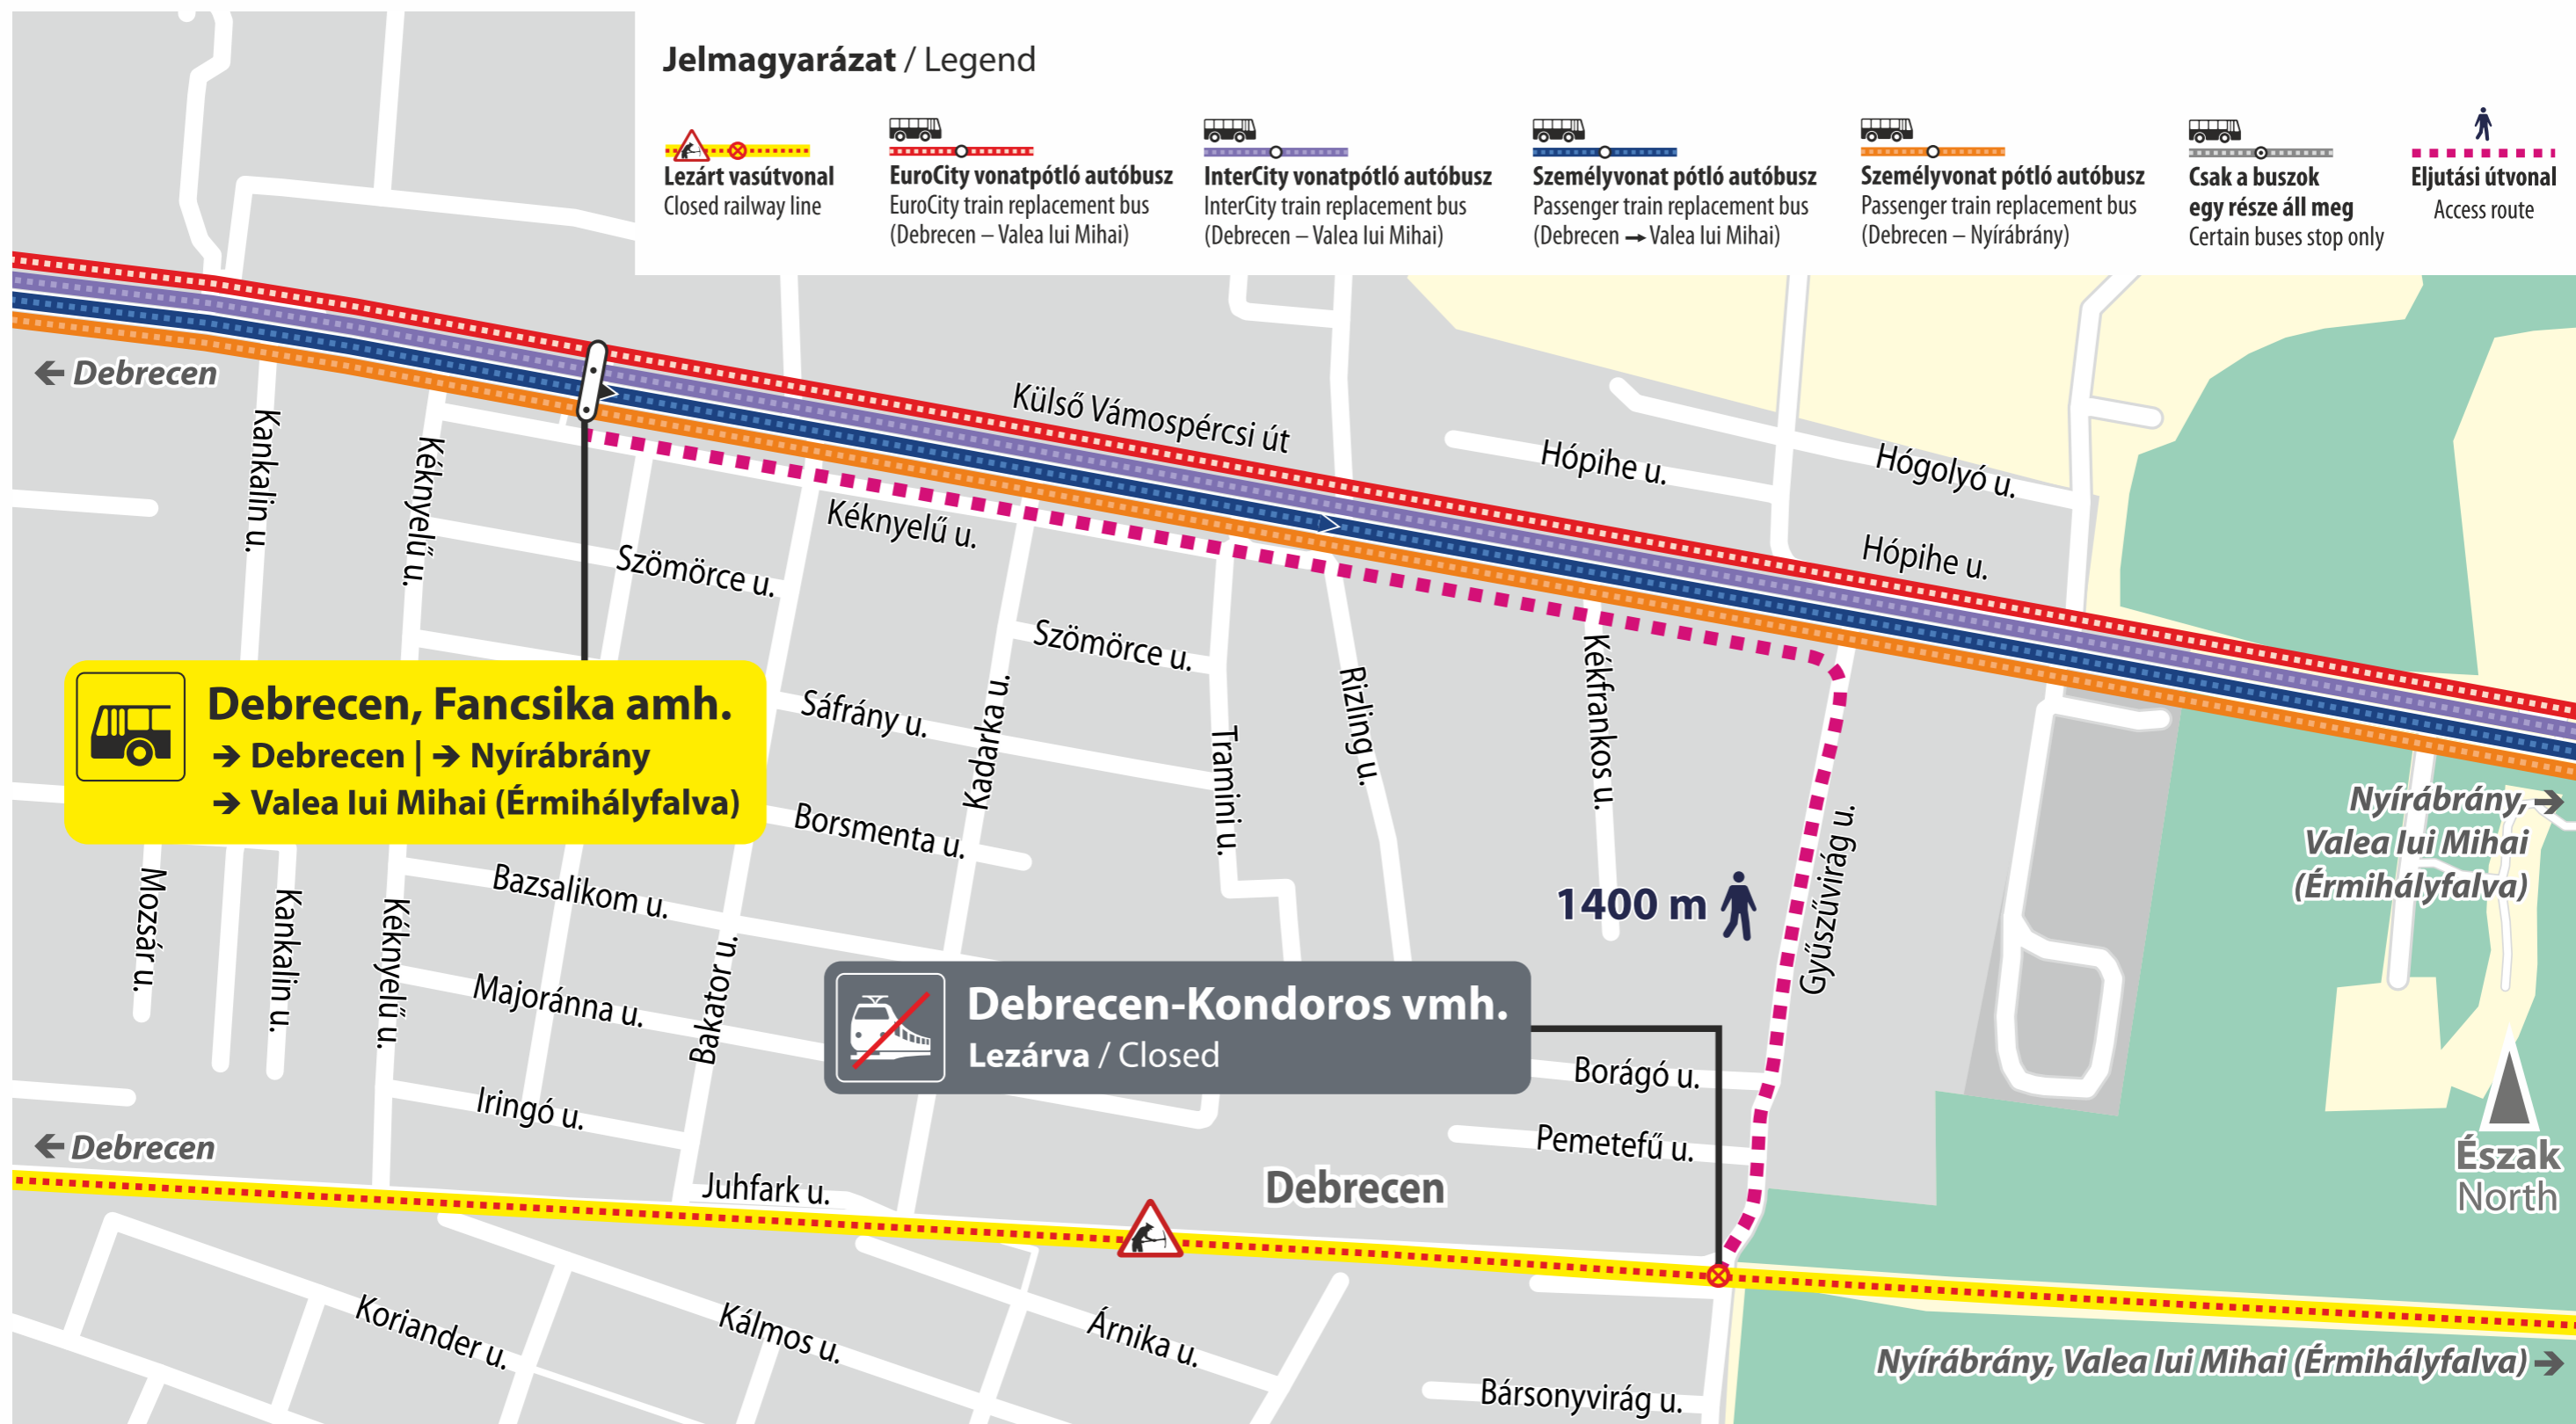 Jelmagyarázat / Legend
Lezárt vasútvonal
Closed railway line
EuroCity vonatpótló autóbusz
EuroCity train replacement bus
(Debrecen – Valea lui Mihai)
InterCity vonatpótló autóbusz
InterCity train replacement bus
(Debrecen – Valea lui Mihai)
Személyvonat pótló autóbusz
Passenger train replacement bus
(Debrecen → Valea lui Mihai)
Személyvonat pótló autóbusz
Passenger train replacement bus
(Debrecen – Nyírábrány)
Csak a buszok
egy része áll meg
Certain buses stop only
Eljutási útvonal
Access route
← Debrecen
Külső Vámospércsi út
Hópihe u.
Hógolyó u.
Hópihe u.
Kankalin u.
Kéknyelű u.
Kéknyelű u.
Szömörce u.
Szömörce u.
Kékfrankos u.
Rizling u.
Kadarka u.
Tramini u.
Sáfrány u.
Debrecen, Fancsika amh.
→ Debrecen | → Nyírábrány
→ Valea lui Mihai (Érmihályfalva)
Nyírábrány, →
Valea lui Mihai
(Érmihályfalva)
Borsmenta u.
Gyűszűvirág u.
1400 m
Bazsalikom u.
Mozsár u.
Kankalin u.
Kéknyelű u.
Majoránna u.
Bakator u.
Debrecen-Kondoros vmh.
Lezárva / Closed
Borágó u.
Iringó u.
Pemetefű u.
← Debrecen
Juhfark u.
Debrecen
Észak
North
Koriander u.
Kálmos u.
Árnika u.
Nyírábrány, Valea lui Mihai (Érmihályfalva) →
Bársonyvirág u.